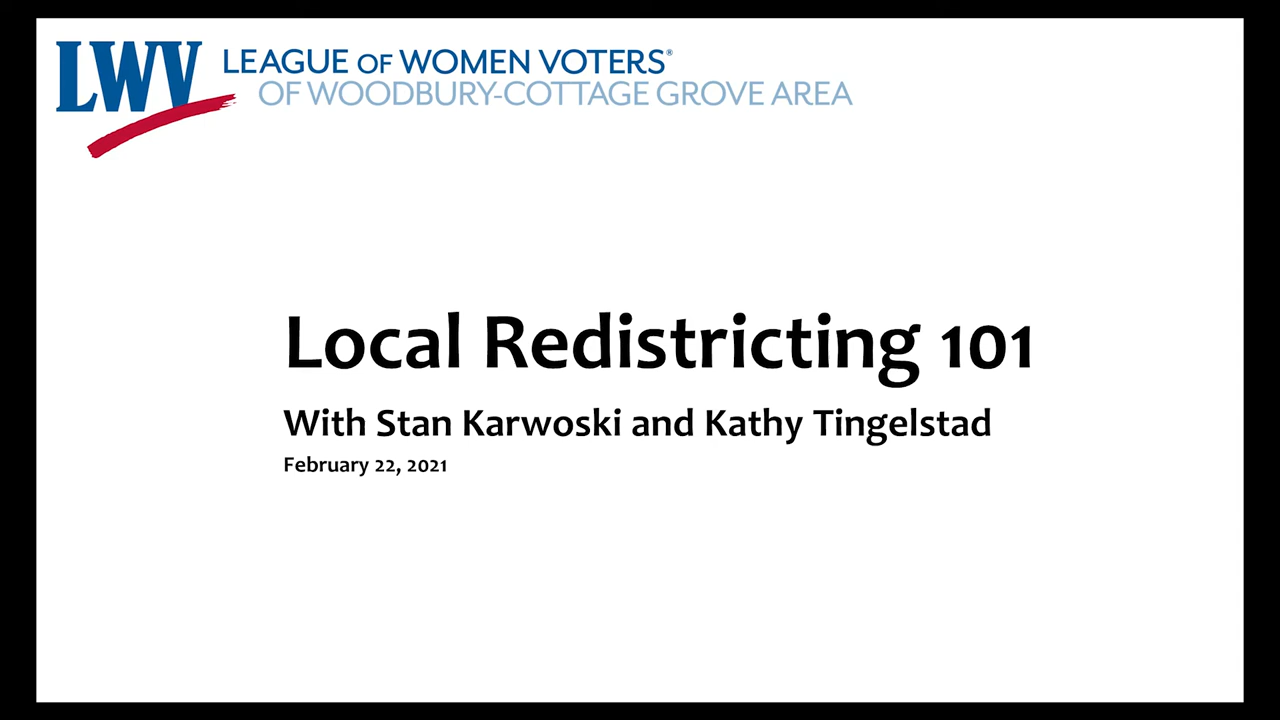 LWV LEAGUE OF WOMEN VOTERS®
OF WOODBURY-COTTAGE GROVE AREA
Local Redistricting 101
With Stan Karwoski and Kathy Tingelstad
February 22, 2021